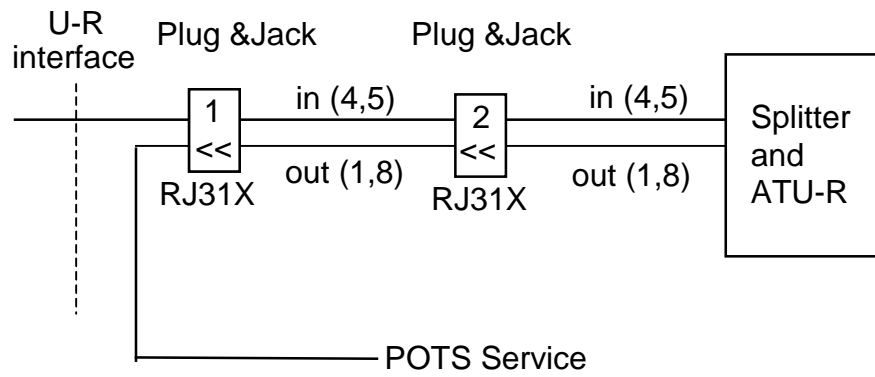 U-R
interface
Plug &Jack
Plug &Jack
1
<<
RJ31X
in (4,5)
out (1,8)
2
<<
RJ31X
in (4,5)
out (1,8)
Splitter
and
ATU-R
POTS Service